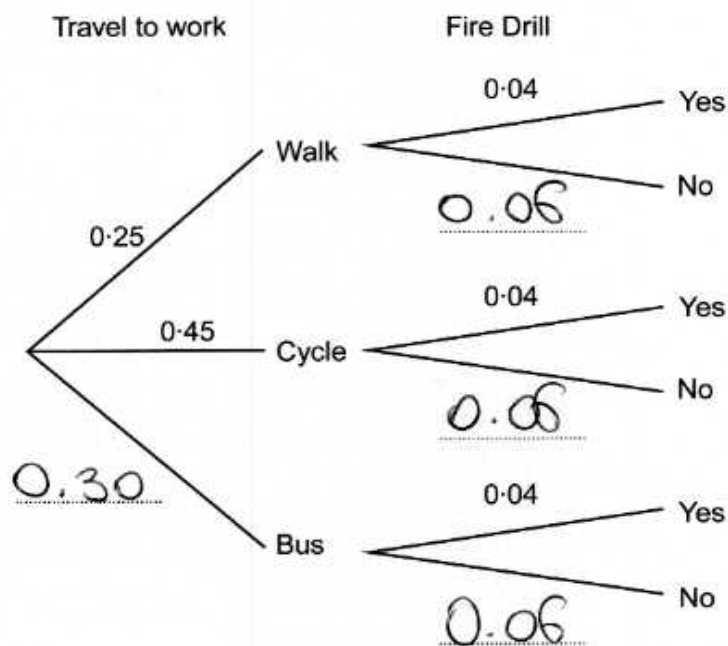 Travel to work Fire Drill
0·04
Yes
Walk
No
0.06
0·25
0·04
Yes
0·45
Cycle
No
0.06
0.30
0·04
Yes
Bus
No
0.06